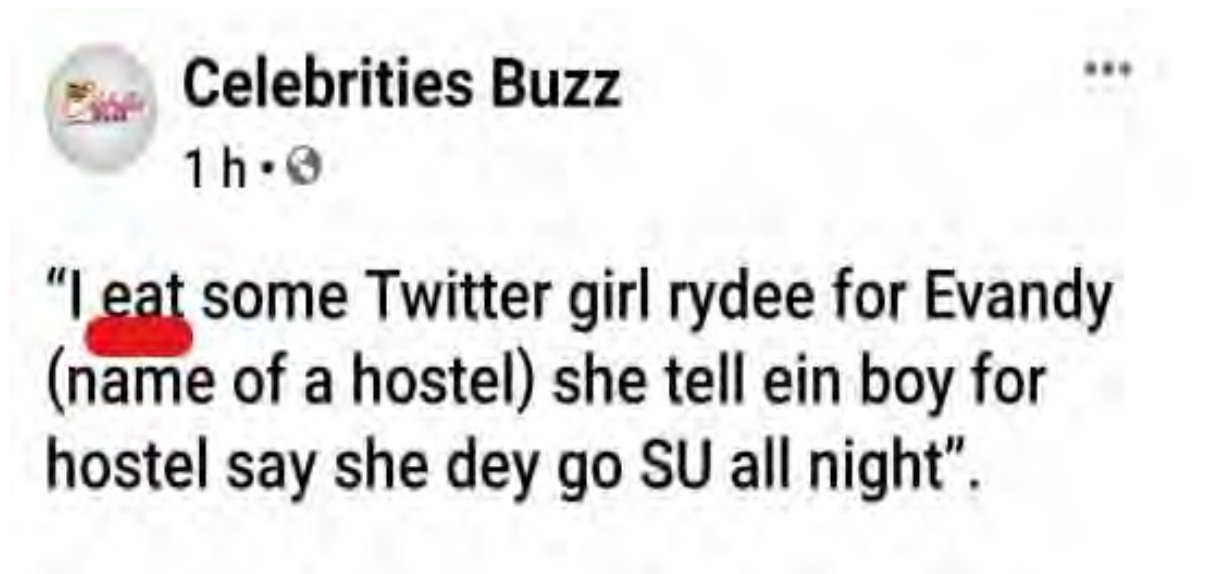 Celebrities Buzz
1 h •
“I eat some Twitter girl rydee for Evandy
(name of a hostel) she tell ein boy for
hostel say she dey go SU all night”.